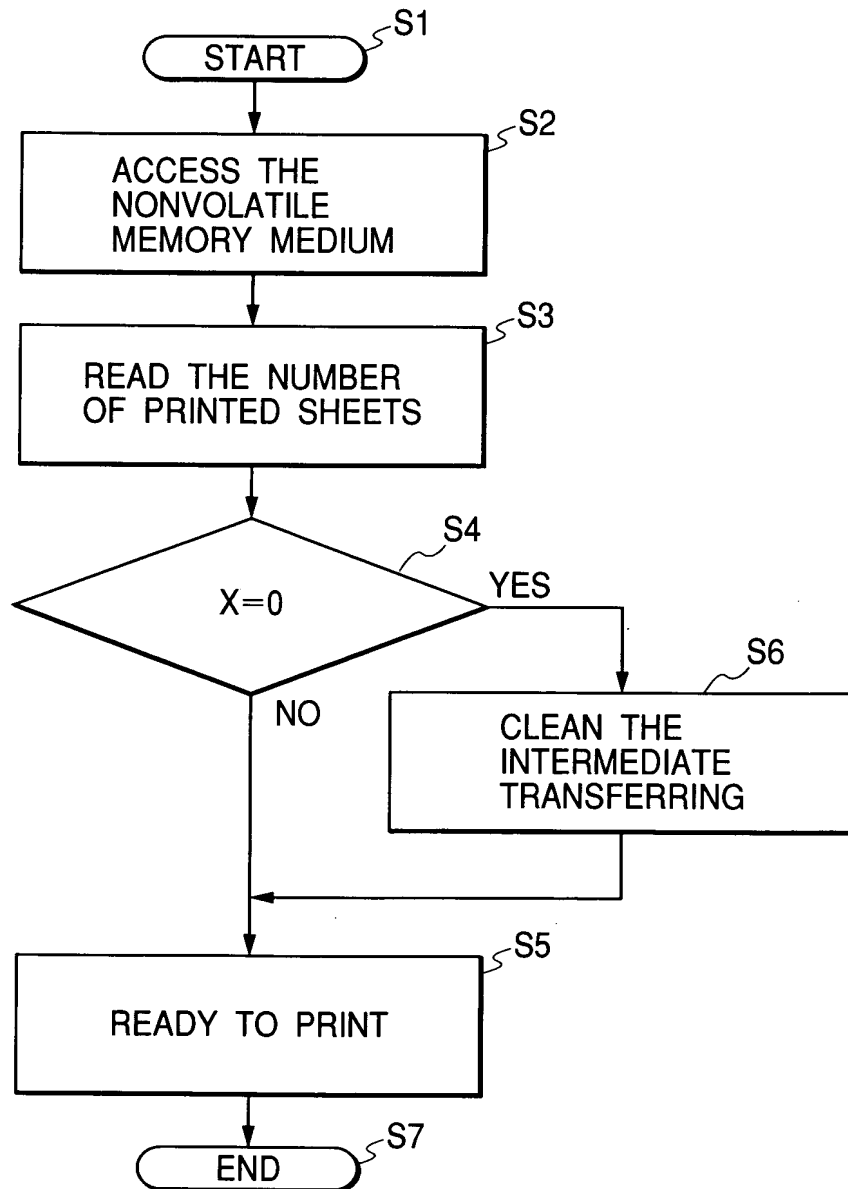 S1
START
S2
ACCESS THE
NONVOLATILE
MEMORY MEDIUM
S3
READ THE NUMBER
OF PRINTED SHEETS
S4
X=0
YES
NO
S6
CLEAN THE
INTERMEDIATE
TRANSFERRING
S5
READY TO PRINT
S7
END